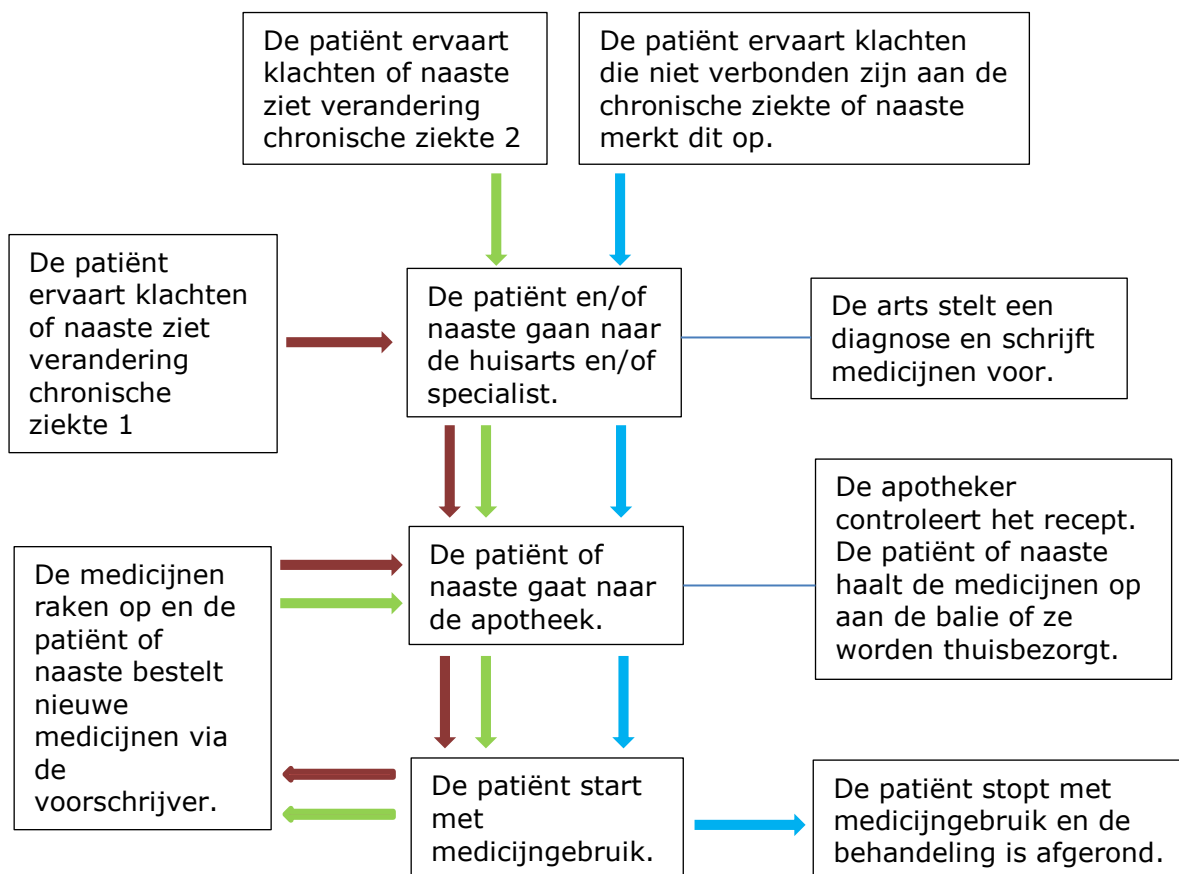 De patiënt ervaart
klachten of naaste
ziet verandering
chronische ziekte 2
De patiënt ervaart klachten
die niet verbonden zijn aan de
chronische ziekte of naaste
merkt dit op.
De patiënt
ervaart klachten
of naaste ziet
verandering
chronische
ziekte 1
De patiënt en/of
naaste gaan naar
de huisarts en/of
specialist.
De arts stelt een
diagnose en schrijft
medicijnen voor.
De medicijnen
raken op en de
patiënt of
naaste bestelt
nieuwe
medicijnen via
de
voorschrijver.
De patiënt of
naaste gaat naar
de apotheek.
De apotheker
controleert het recept.
De patiënt of naaste
haalt de medicijnen op
aan de balie of ze
worden thuisbezorgt.
De patiënt start
met
medicijngebruik.
De patiënt stopt met
medicijngebruik en de
behandeling is afgerond.